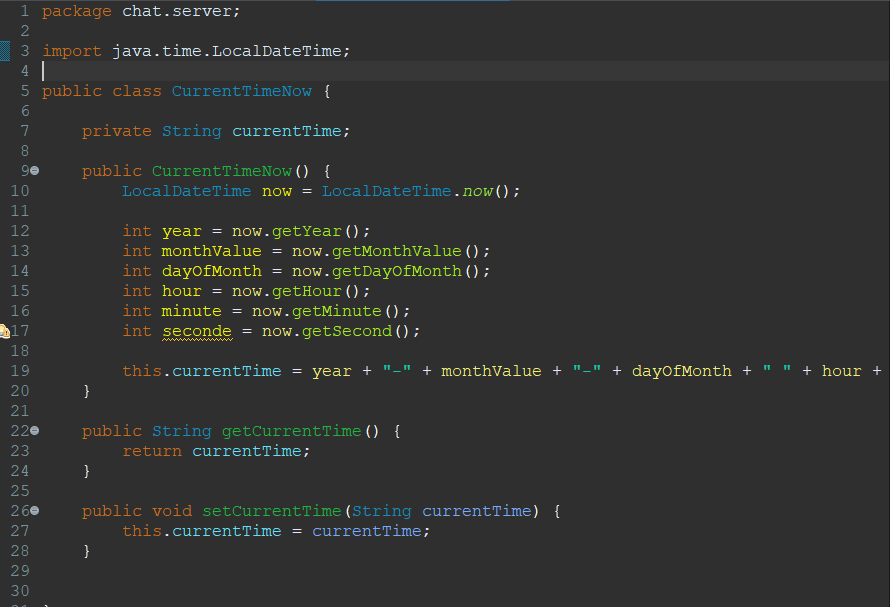 1 package chat.server;
2
3 import java.time.LocalDateTime;
4
5 public class CurrentTimeNow {
6
7 private String currentTime;
8
9 public CurrentTimeNow() {
10 LocalDateTime now = LocalDateTime.now();
11
12 int year = now.getYear();
13 int monthValue = now.getMonthValue();
14 int dayOfMonth = now.getDayOfMonth();
15 int hour = now.getHour();
16 int minute = now.getMinute();
17 int seconde = now.getSecond();
18
19 this.currentTime = year + "-" + monthValue + "-" + dayOfMonth + " " + hour +
20 }
21
22 public String getCurrentTime() {
23 return currentTime;
24 }
25
26 public void setCurrentTime(String currentTime) {
27 this.currentTime = currentTime;
28 }
29
30